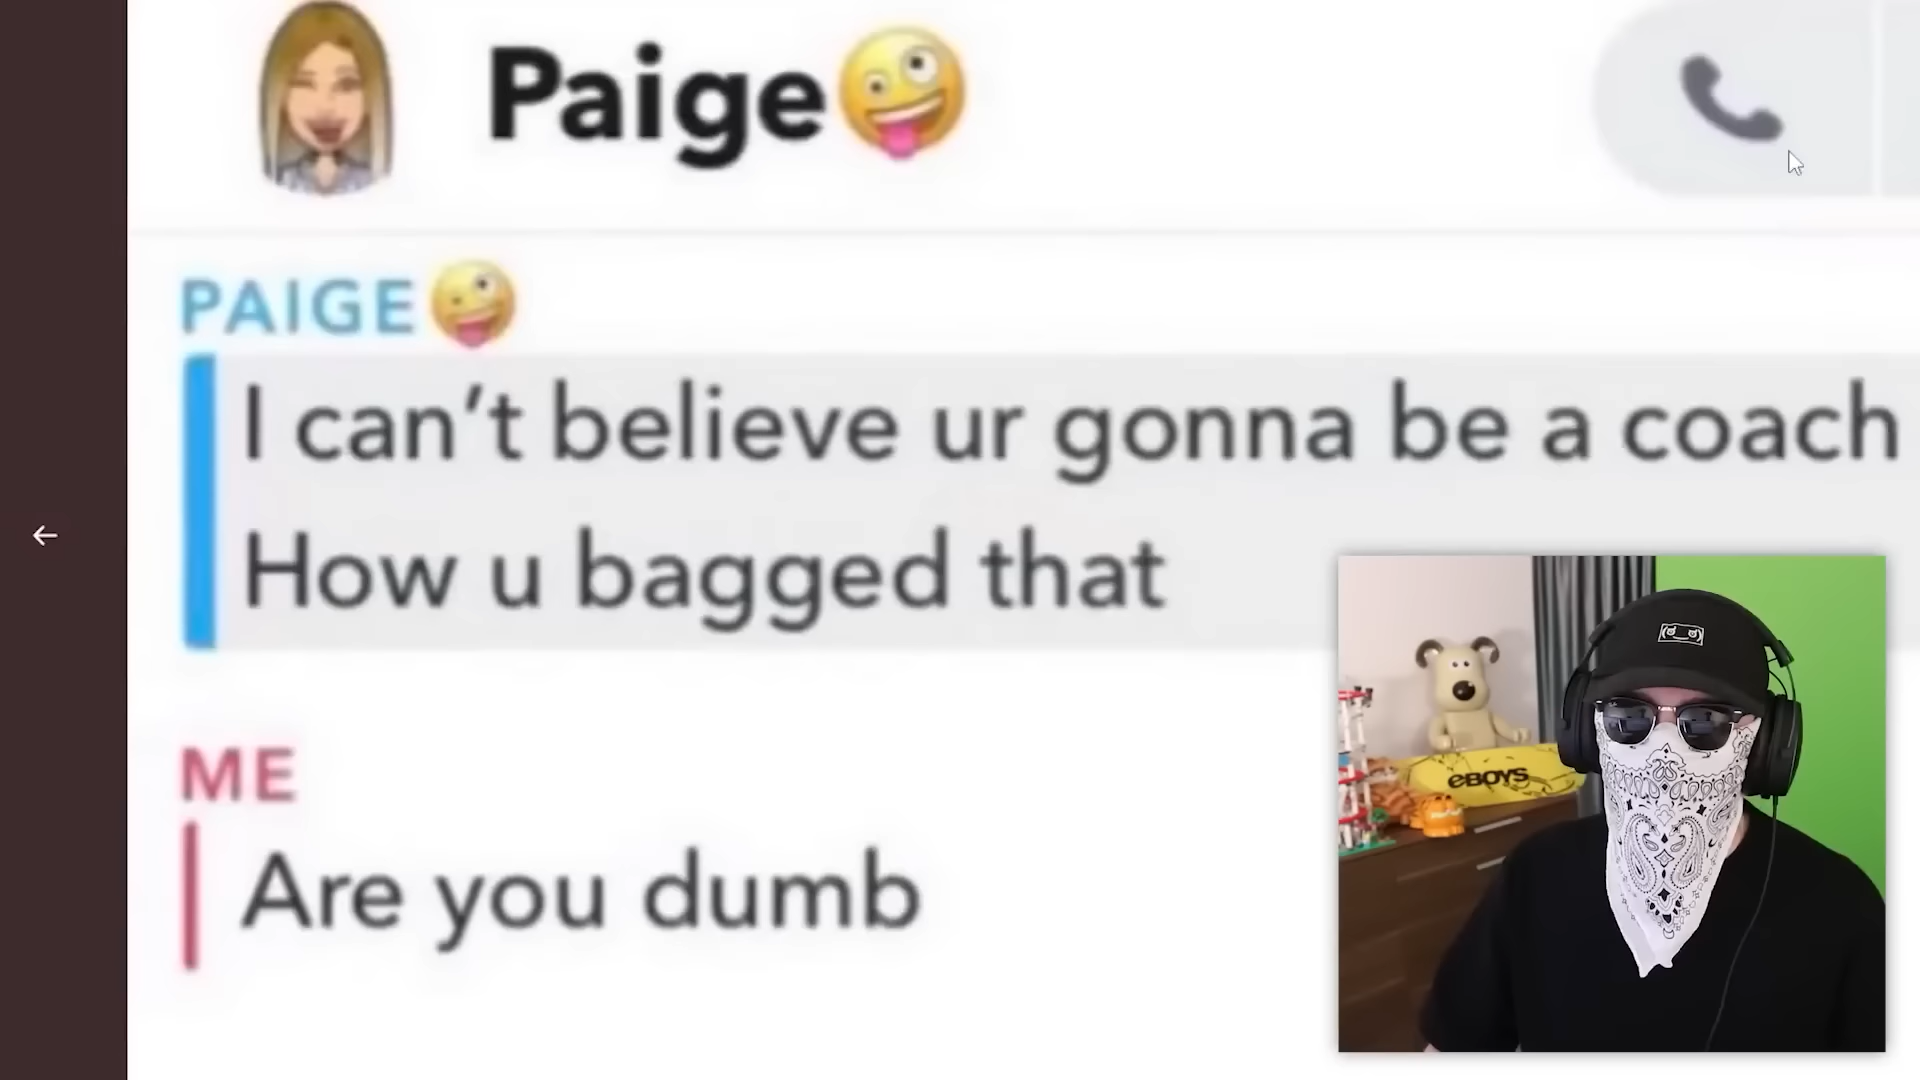 Paige🤪
PAIGE🤪
I can’t believe ur gonna be a coach
How u bagged that
ME
Are you dumb
eBOYS